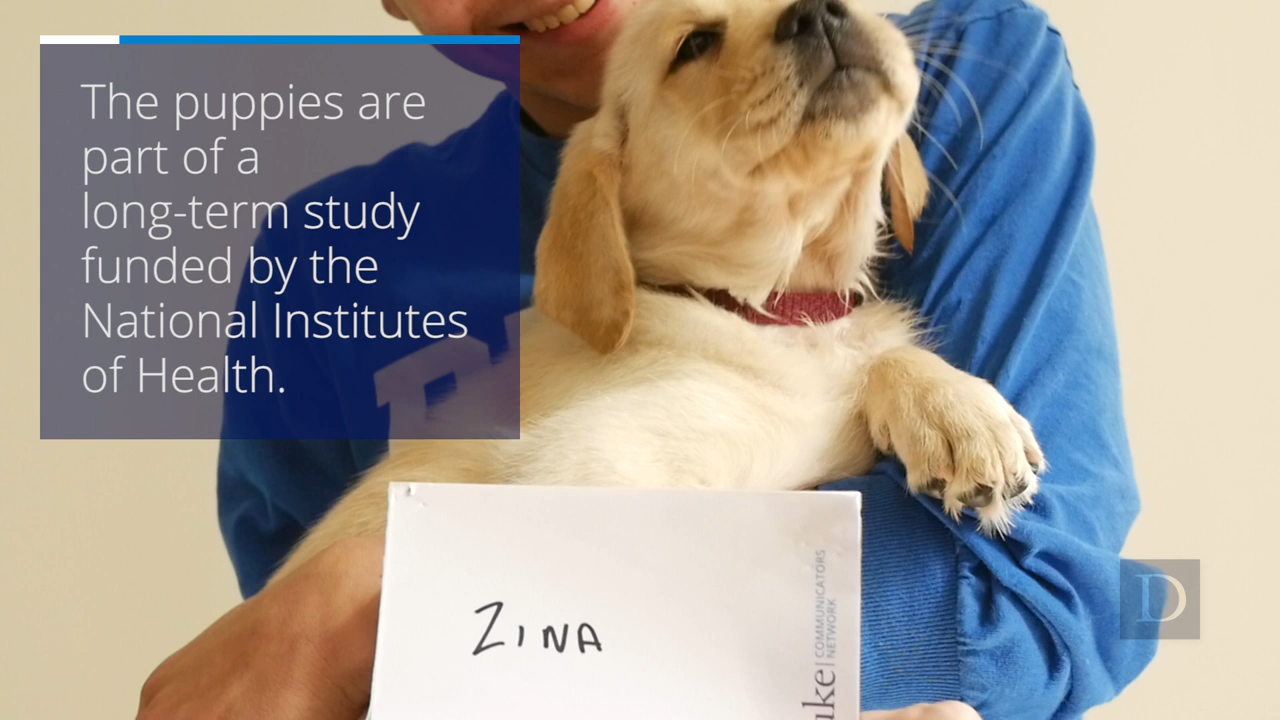 The puppies are
part of a
long-term study
funded by the
National Institutes
of Health.
ZINA
uke | COMMUNICATORS
NETWORK
D